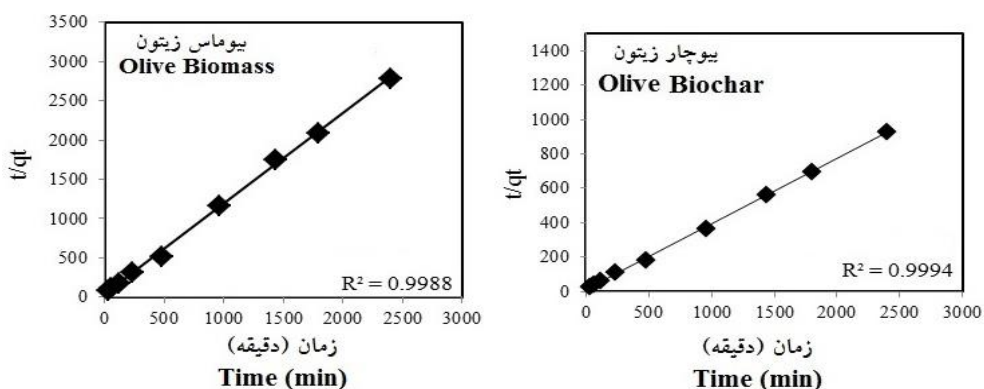 بیوماس زیتون
Olive Biomass
3500
3000
2500
2000
1500
1000
500
0
t/qt
R² = 0.9988
0 500 1000 1500 2000 2500 3000
زمان (دقیقه)
Time (min)
بیوچار زیتون
Olive Biochar
1400
1200
1000
800
600
400
200
0
t/qt
R² = 0.9994
0 500 1000 1500 2000 2500 3000
زمان (دقیقه)
Time (min)